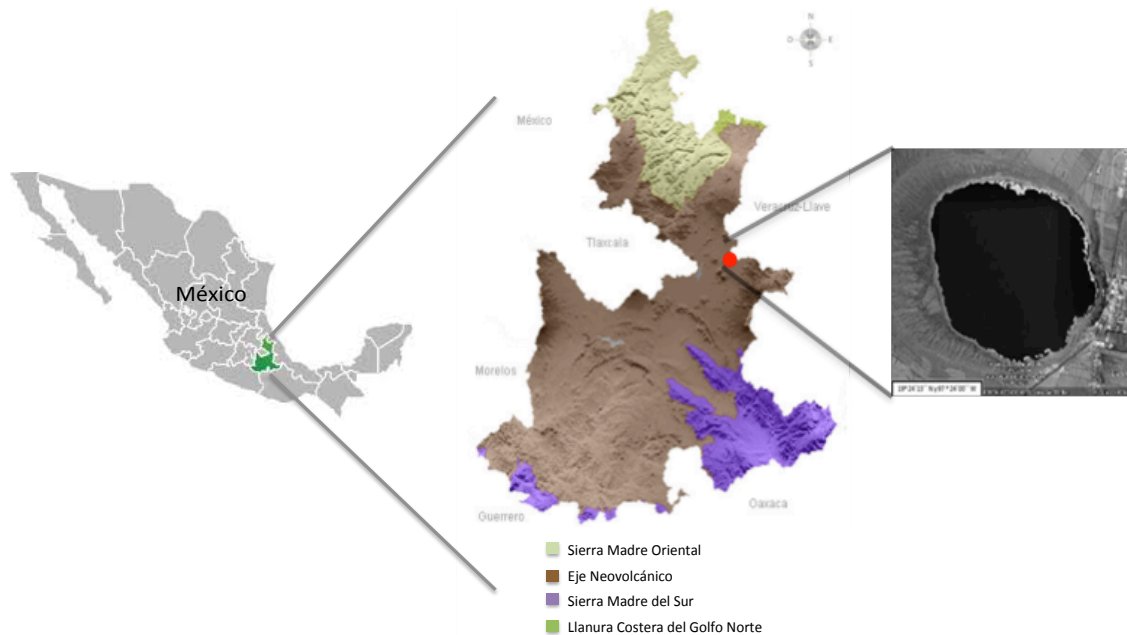 México
N
O
E
S
México
Veracruz-Llave
Tlaxcala
Morelos
Guerrero
Oaxaca
Sierra Madre Oriental
Eje Neovolcánico
Sierra Madre del Sur
Llanura Costera del Golfo Norte